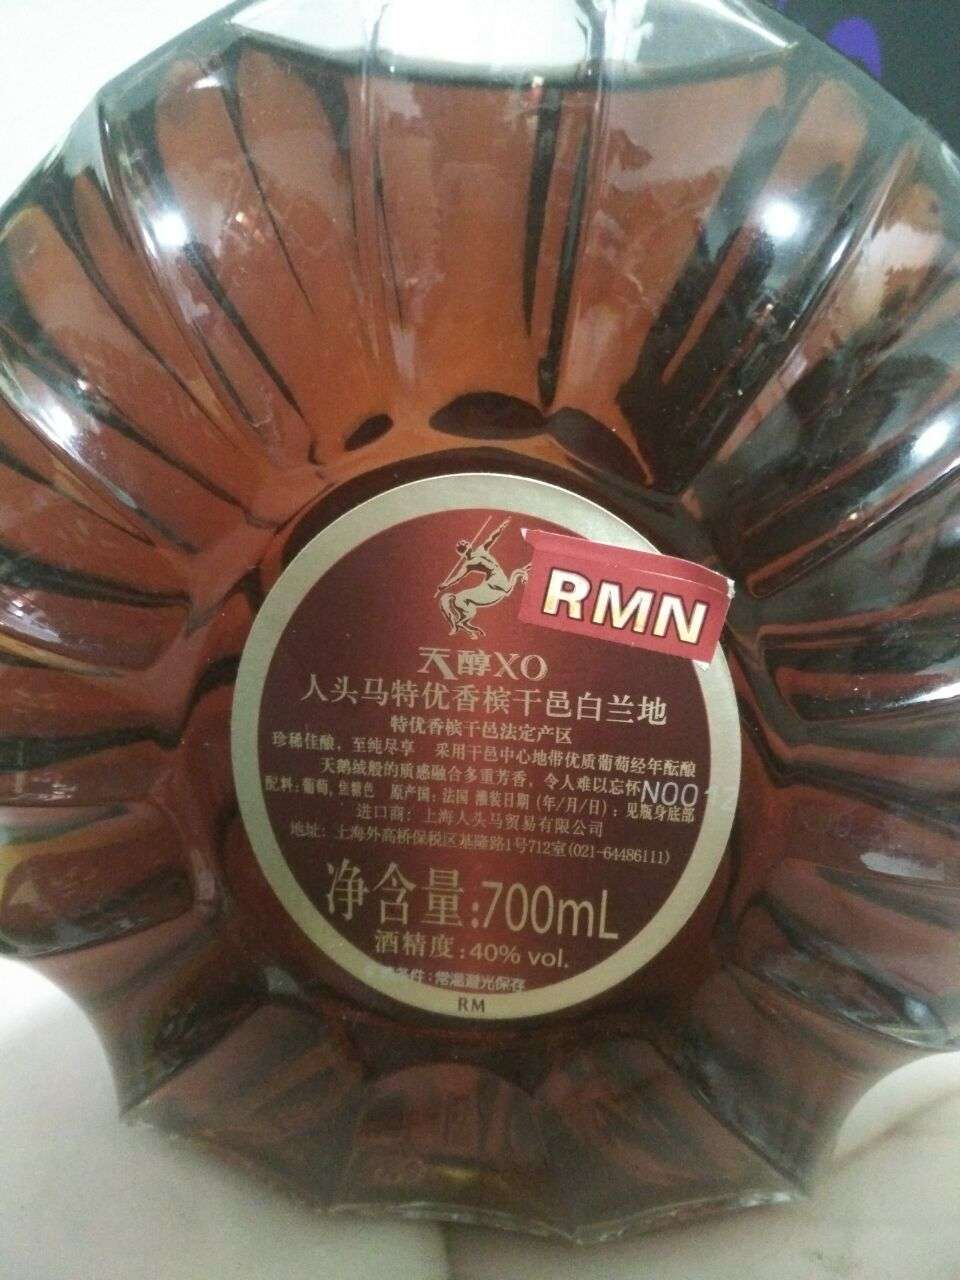 RMN
天醇XO
人头马特优香槟干邑白兰地
特优香槟干邑法定产区
珍稀佳酿，至纯尽享 采用干邑中心地带优质葡萄经年酝酿
天鹅绒般的质感融合多重芳香，令人难以忘怀
N00
配料：葡萄，焦糖色 原产国：法国 灌装日期（年/月/日）：见瓶身底部
进口商：上海人头马贸易有限公司
地址：上海外高桥保税区基隆路1号712室(021-64486111)
净含量:700mL
酒精度:40% vol.
条件:常温避光保存
RM